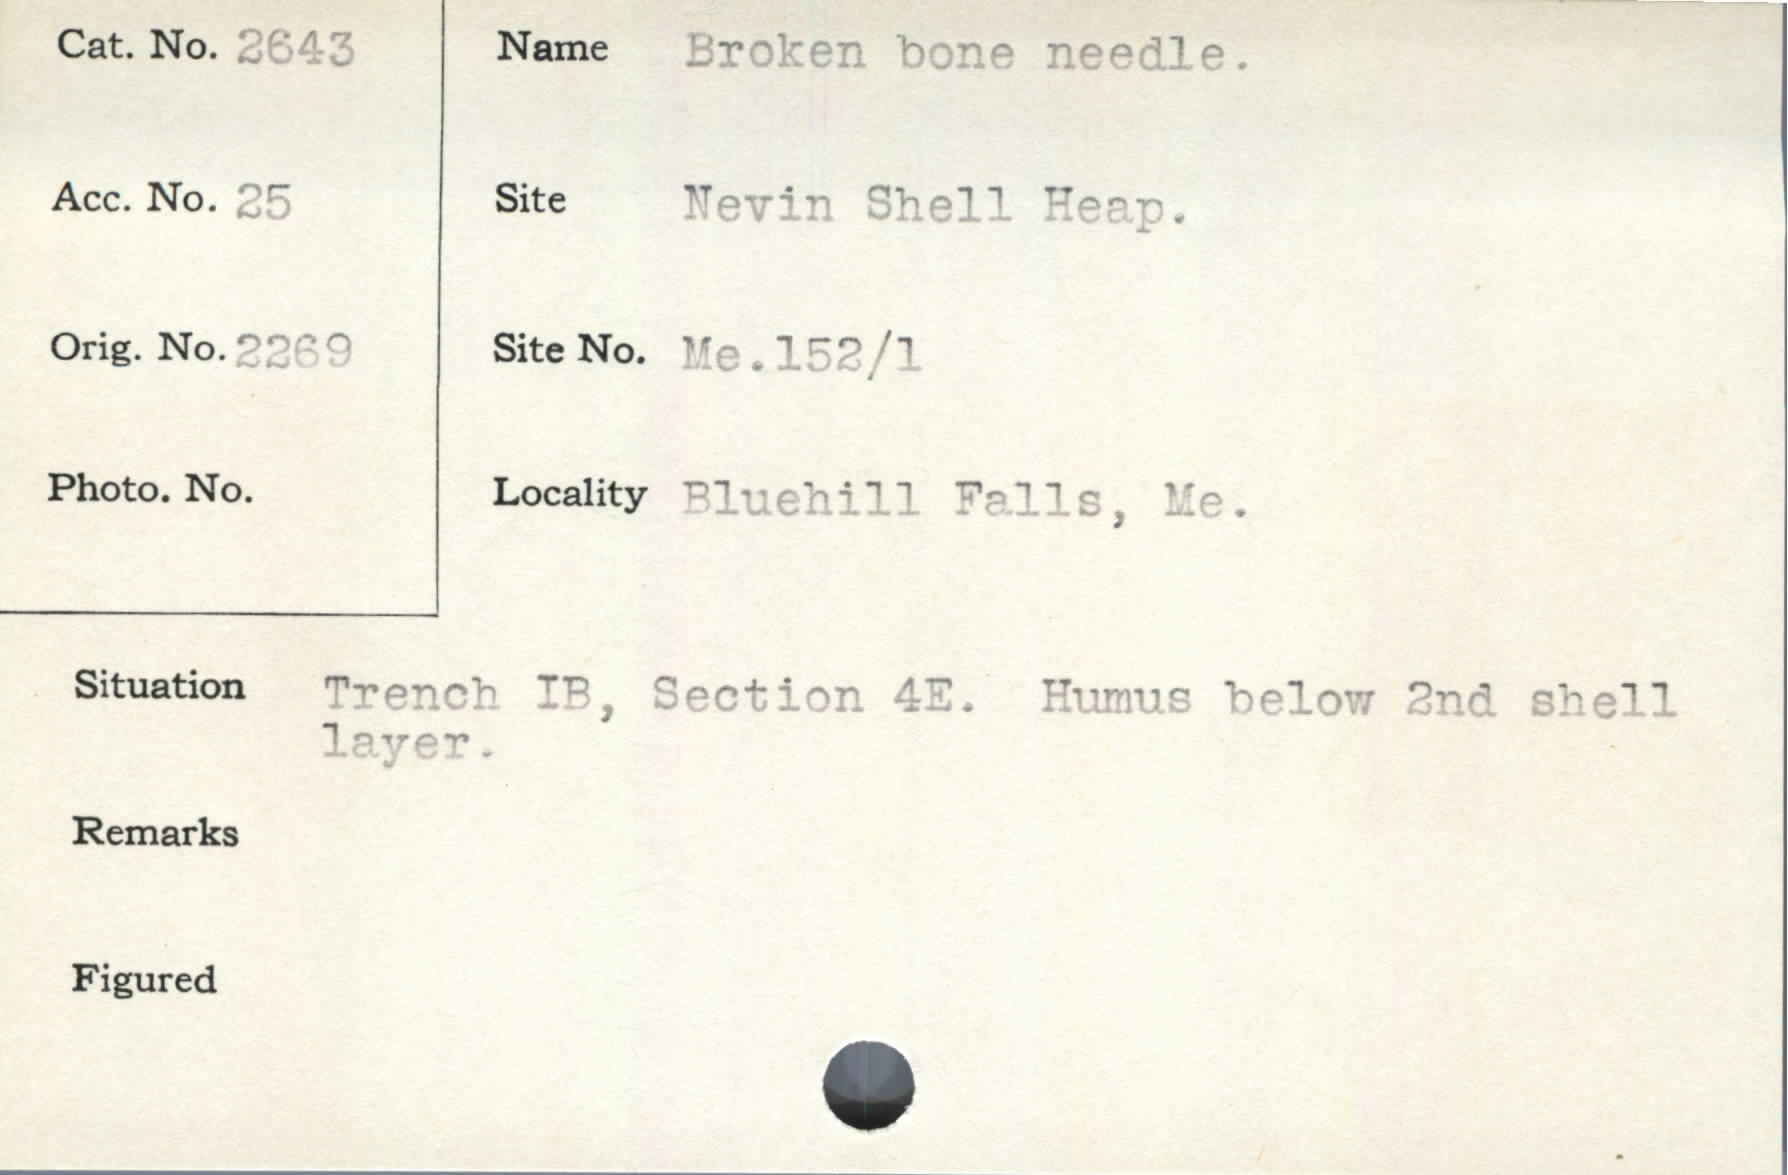 Cat. No. 2643
Name Broken bone needle.
Acc. No. 25
Site Nevin Shell Heap.
Orig. No. 2269
Site No. Me.152/1
Photo. No.
Locality Bluehill Falls, Me.
Situation Trench IB, Section 4E. Humus below 2nd shell
layer.
Remarks
Figured